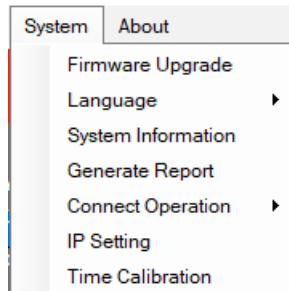 System About
Firmware Upgrade
Language
System Information
Generate Report
Connect Operation
IP Setting
Time Calibration